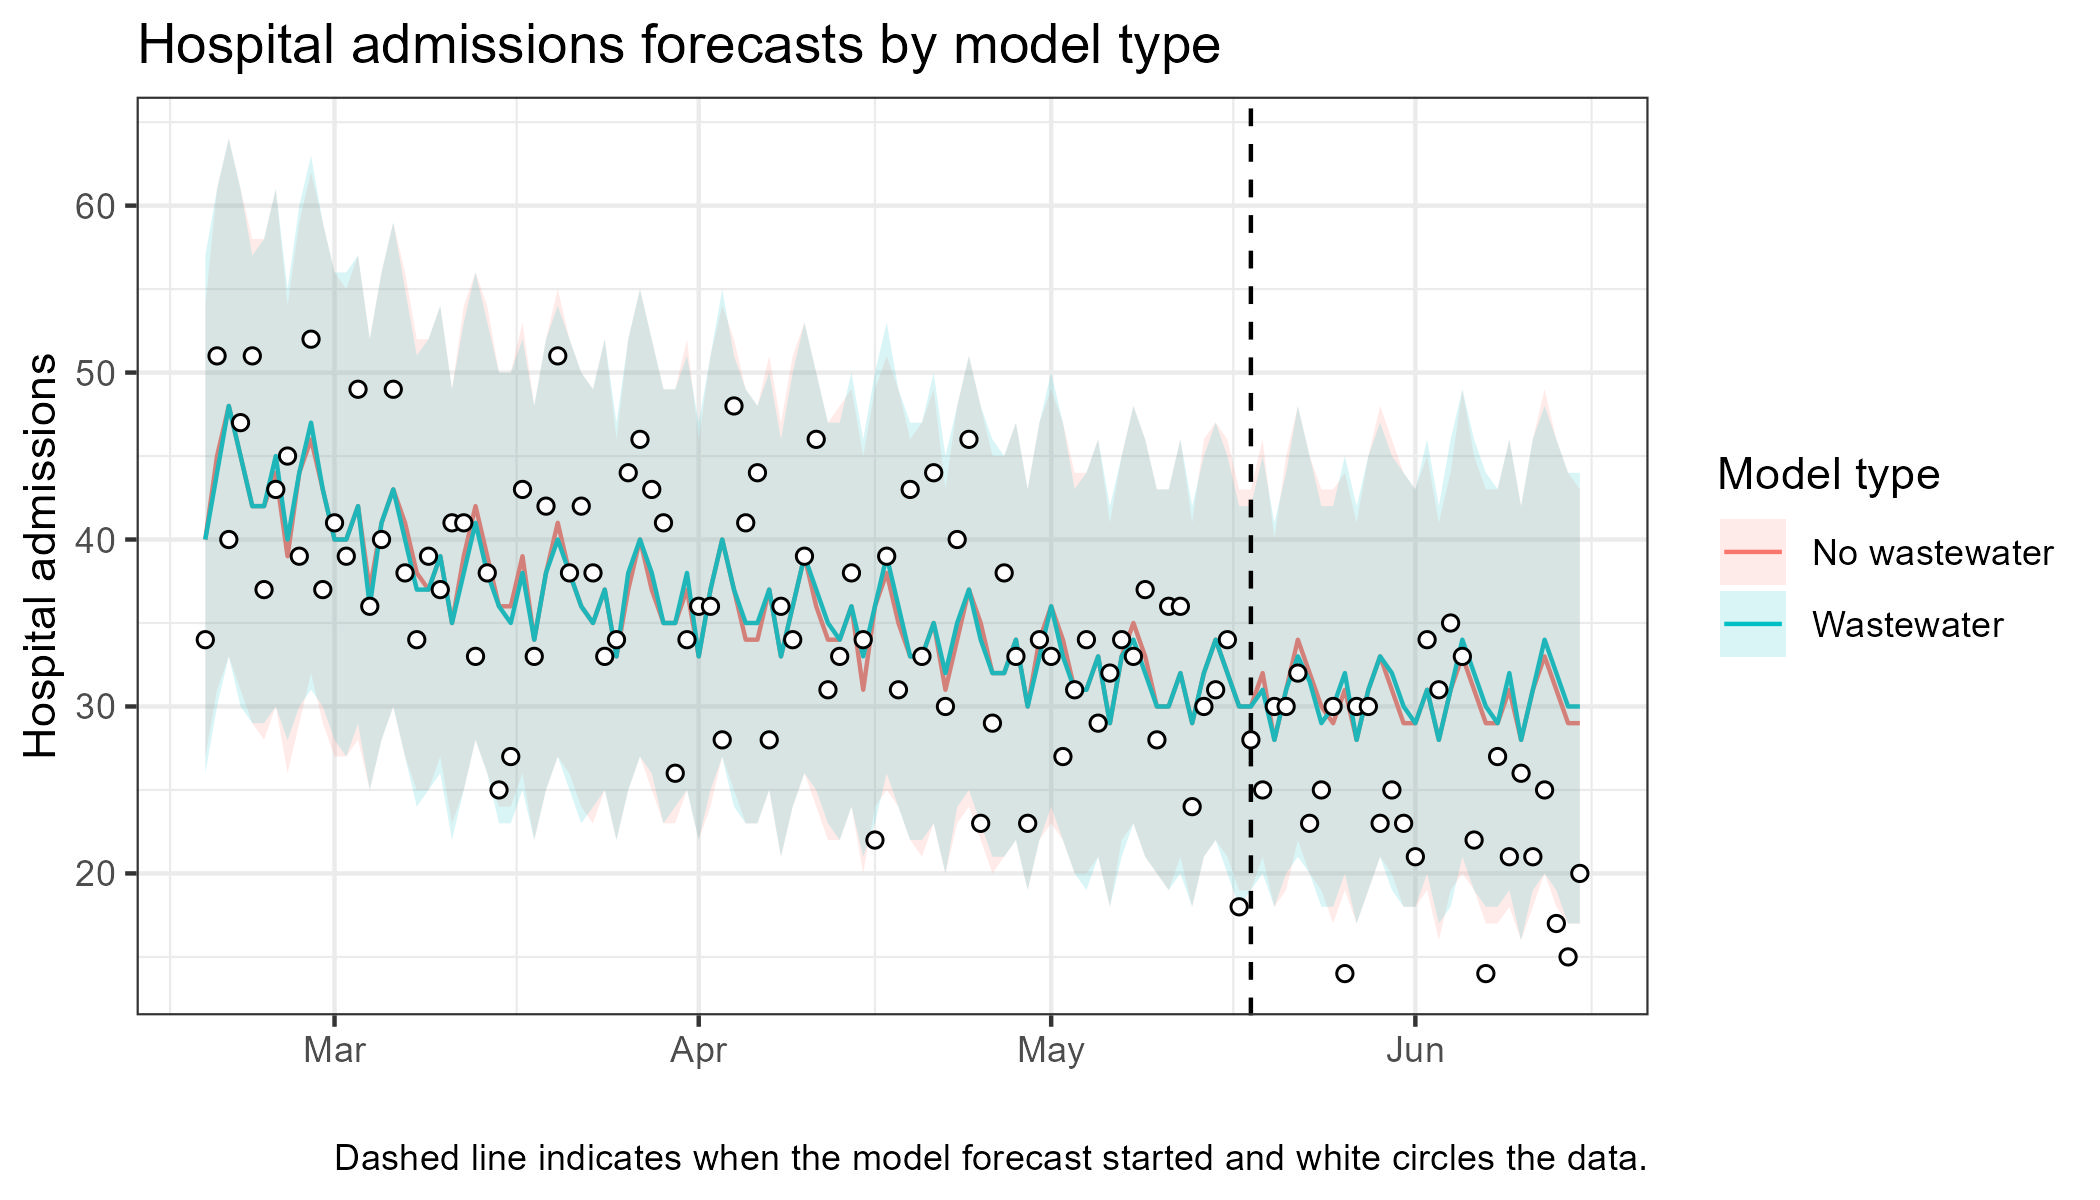 Hospital admissions forecasts by model type
Hospital admissions
60
50
40
30
20
Mar
Apr
May
Jun
Model type
No wastewater
Wastewater
Dashed line indicates when the model forecast started and white circles the data.